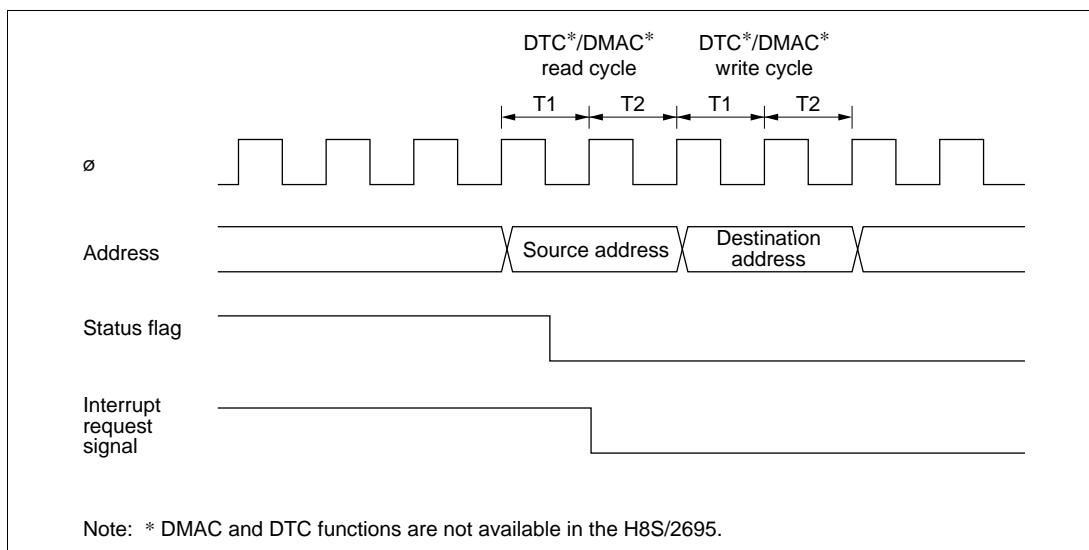 DTC*/DMAC* DTC*/DMAC*
read cycle write cycle
T1 T2 T1 T2
ø
Address
Source address
Destination
address
Status flag
Interrupt
request
signal
Note: * DMAC and DTC functions are not available in the H8S/2695.